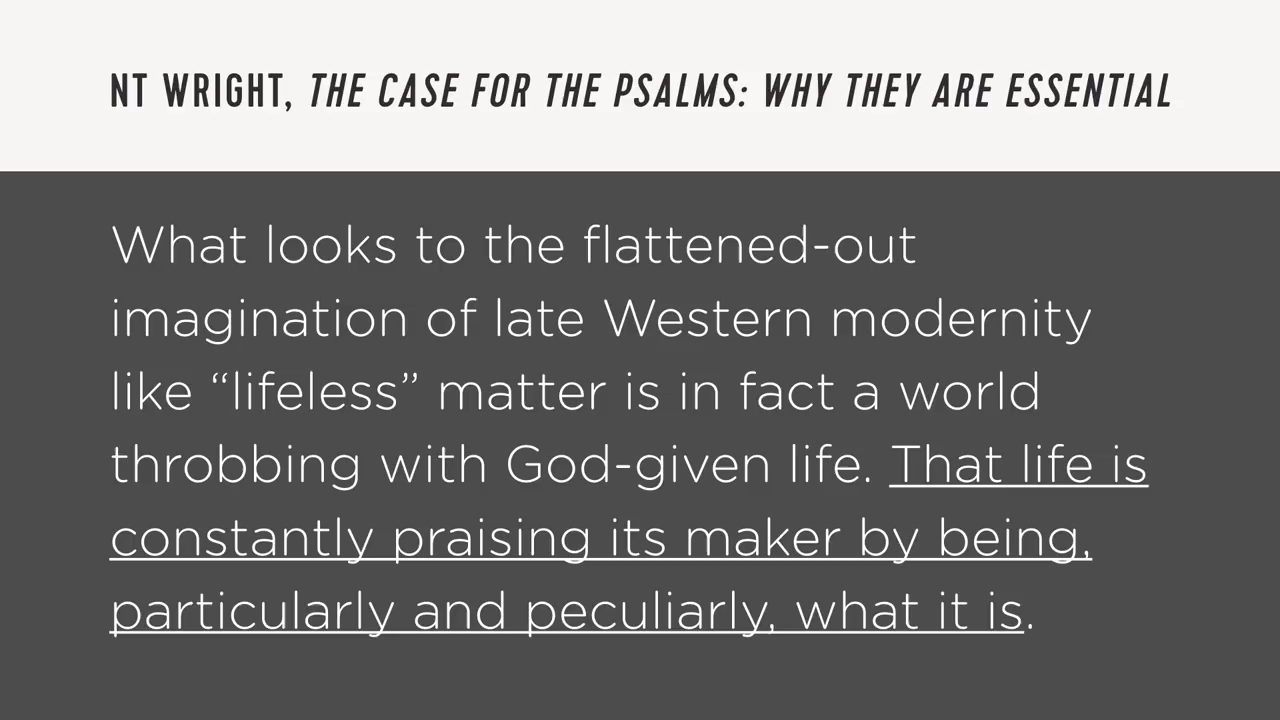 NT WRIGHT, THE CASE FOR THE PSALMS: WHY THEY ARE ESSENTIAL
What looks to the flattened-out
imagination of late Western modernity
like “lifeless” matter is in fact a world
throbbing with God-given life. That life is
constantly praising its maker by being,
particularly and peculiarly, what it is.